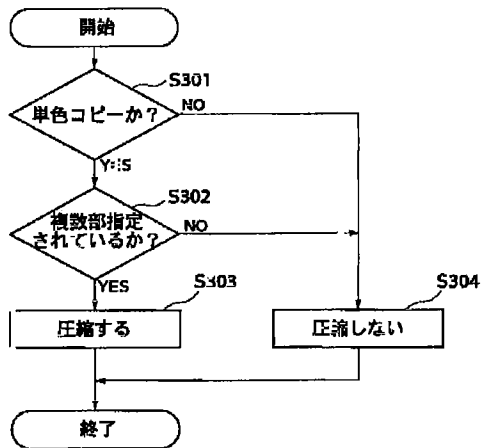 開始
S301
単色コピーか?
NO
YES
S302
複数部指定
されているか?
NO
YES
S303
S304
圧縮する
圧縮しない
終了